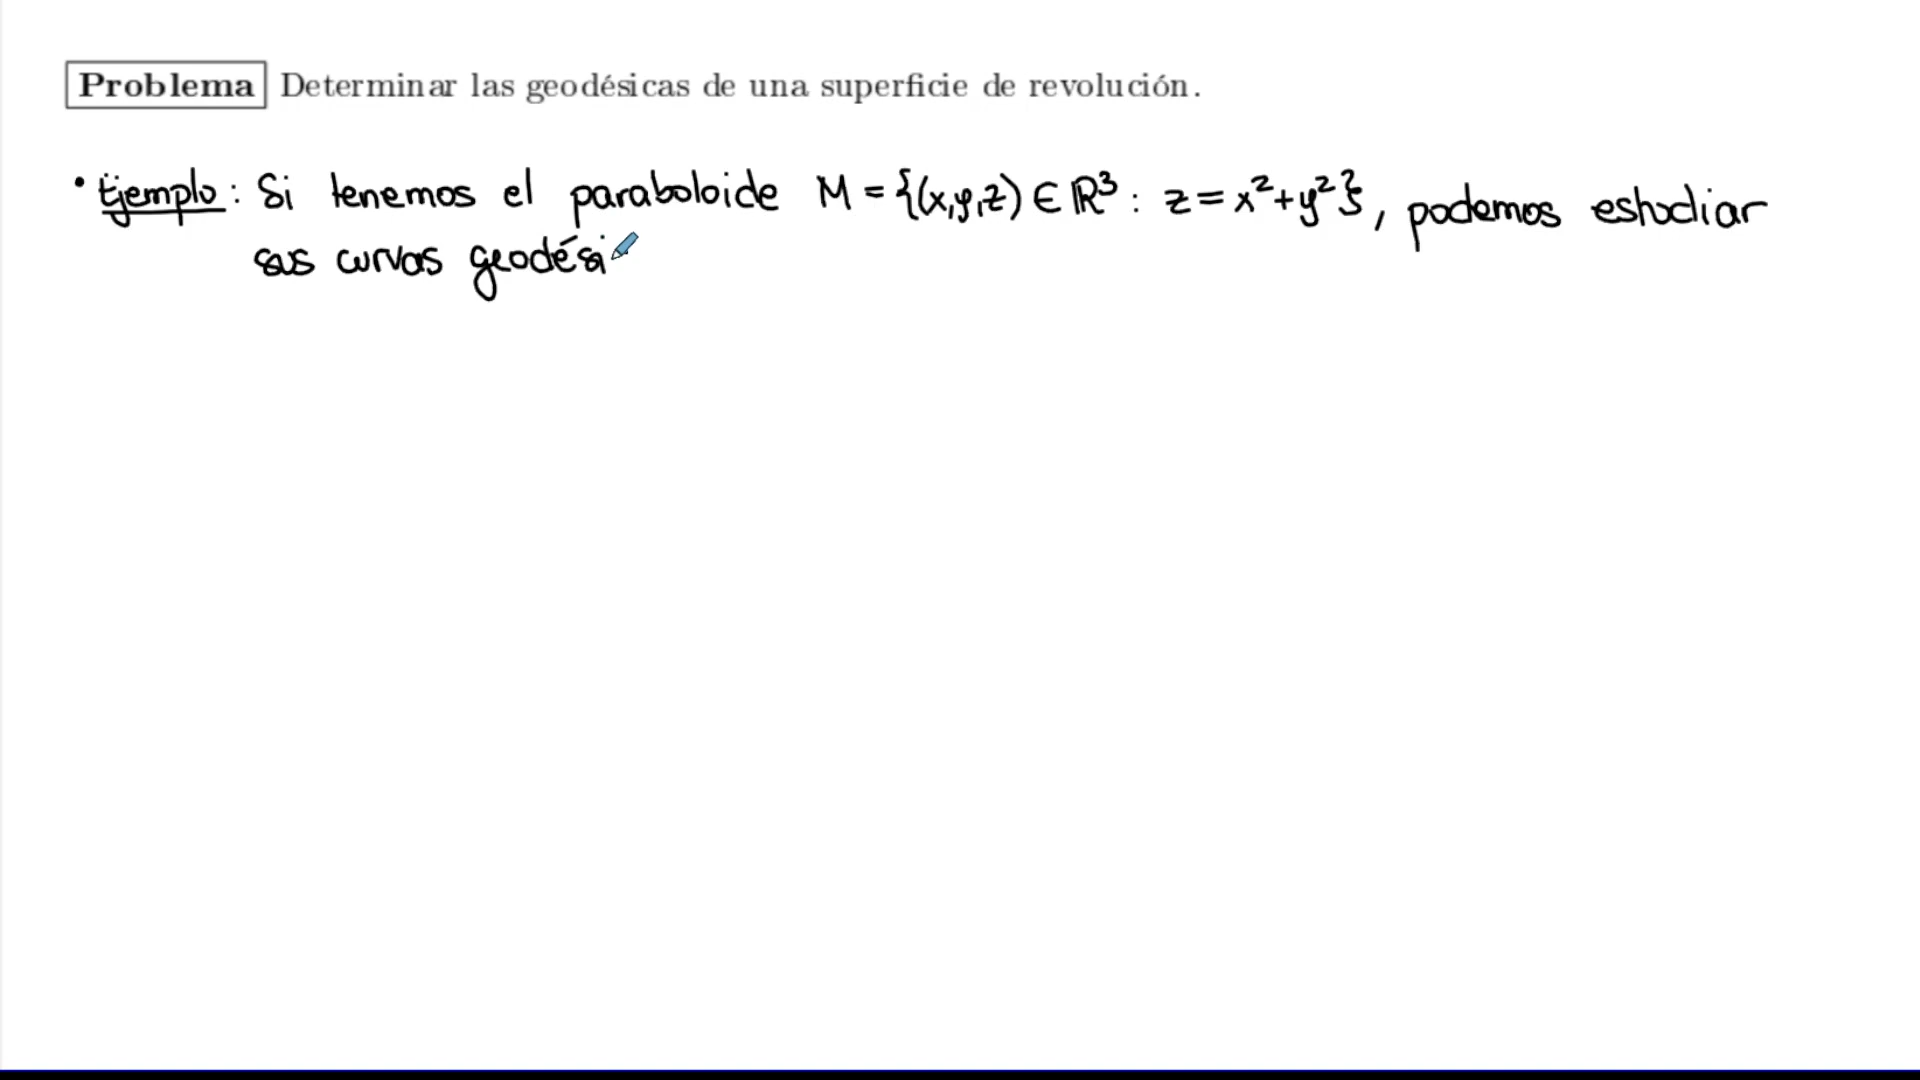 Problema Determinar las geodésicas de una superficie de revolución.
• Ejemplo: Si tenemos el paraboloide M = {(x,y,z) ∈ ℝ³ : z = x² + y²}, podemos estudiar
sus curvas geodési